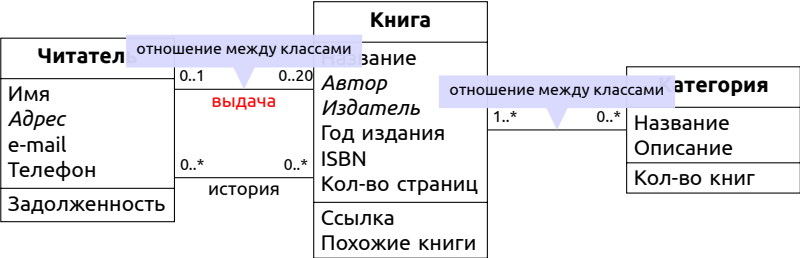 Читатель
Имя
Адрес
e-mail
Телефон
Задолженность
отношение между классами
0..1 0..20
выдача
0..* 0..*
история
Книга
Название
Автор
Издатель
Год издания
ISBN
Кол-во страниц
Ссылка
Похожие книги
отношение между классами
1..* 0..*
Категория
Название
Описание
Кол-во книг